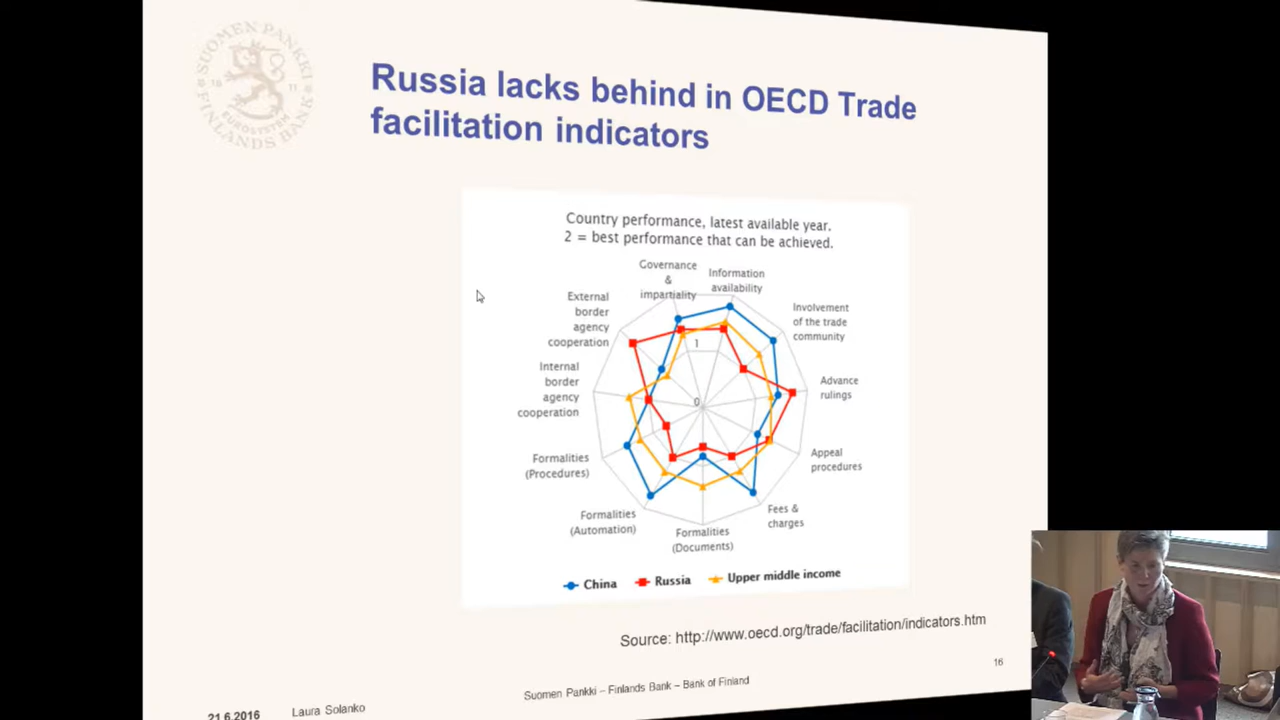 SUOMEN PANKKI
18 11
EUROSYSTEM
FINLANDS BANK
Russia lacks behind in OECD Trade
facilitation indicators
Country performance, latest available year.
2 = best performance that can be achieved.
Governance
&
impartiality
Information
availability
External
border
agency
cooperation
Involvement
of the trade
community
1
Internal
border
agency
cooperation
Advance
rulings
0
Formalities
(Procedures)
Appeal
procedures
Formalities
(Automation)
Fees &
charges
Formalities
(Documents)
China Russia Upper middle income
Source: http://www.oecd.org/trade/facilitation/indicators.htm
16
Suomen Pankki – Finlands Bank – Bank of Finland
21.6.2016 Laura Solanko